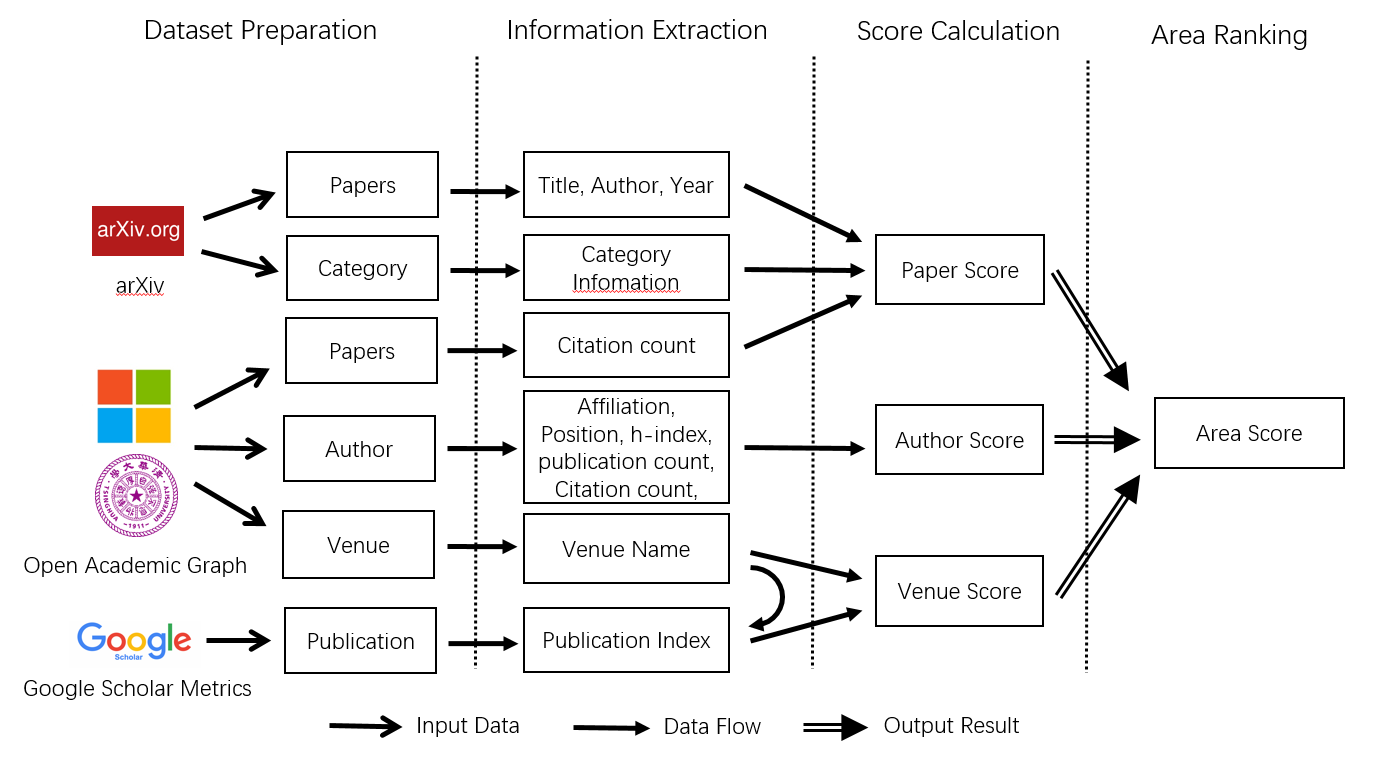 Dataset Preparation
Information Extraction
Score Calculation
Area Ranking
Papers
Title, Author, Year
arXiv.org
arXiv
Category
Category
Infomation
Paper Score
Papers
Citation count
Author
Affiliation,
Position, h-index,
publication count,
Citation count,
Author Score
Area Score
TSINGHUA UNIVERSITY
-1911-
Open Academic Graph
Venue
Venue Name
Venue Score
Google
Scholar
Google Scholar Metrics
Publication
Publication Index
Input Data
Data Flow
Output Result